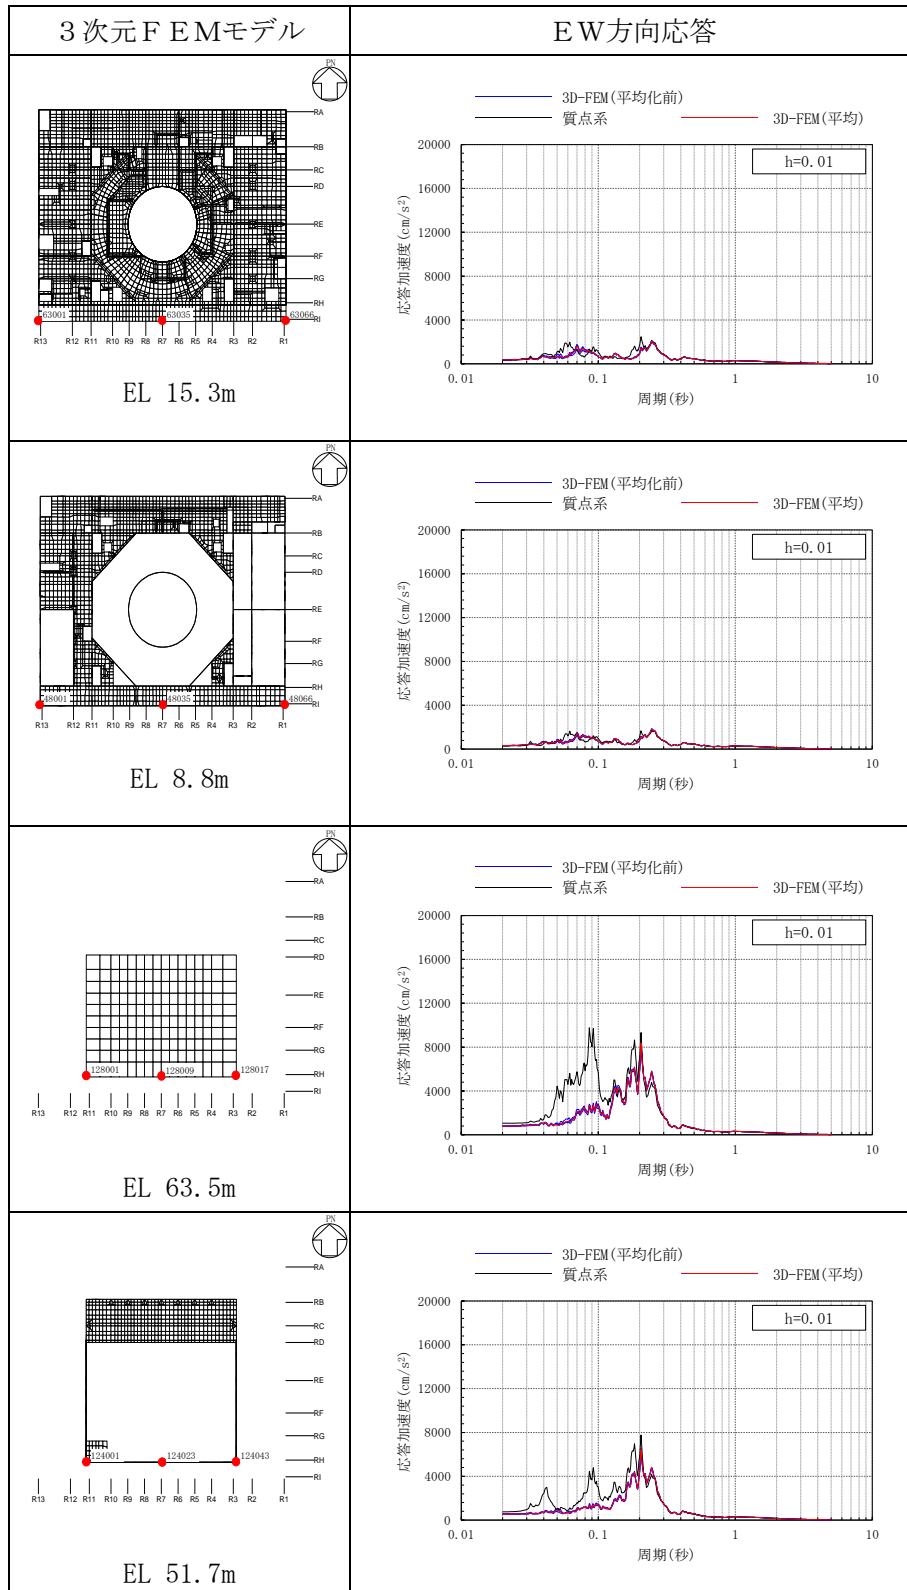 ３次元ＦＥＭモデル
ＥＷ方向応答
PN
RA
RB
RC
RD
RE
RF
RG
RH
RI
63001
63035
63066
R13 R12 R11 R10 R9 R8 R7 R6 R5 R4 R3 R2 R1
EL 15.3m
3D-FEM(平均化前)
質点系 3D-FEM(平均)
h=0.01
20000
16000
12000
8000
4000
0
応答加速度(cm/s²)
0.01 0.1 1 10
周期(秒)
PN
RA
RB
RC
RD
RE
RF
RG
RH
RI
48001
48035
48066
R13 R12 R11 R10 R9 R8 R7 R6 R5 R4 R3 R2 R1
EL 8.8m
3D-FEM(平均化前)
質点系 3D-FEM(平均)
h=0.01
20000
16000
12000
8000
4000
0
応答加速度(cm/s²)
0.01 0.1 1 10
周期(秒)
PN
RA
RB
RC
RD
RE
RF
RG
RH
RI
128001
128009
128017
R13 R12 R11 R10 R9 R8 R7 R6 R5 R4 R3 R2 R1
EL 63.5m
3D-FEM(平均化前)
質点系 3D-FEM(平均)
h=0.01
20000
16000
12000
8000
4000
0
応答加速度(cm/s²)
0.01 0.1 1 10
周期(秒)
PN
RA
RB
RC
RD
RE
RF
RG
RH
RI
124001
124023
124043
R13 R12 R11 R10 R9 R8 R7 R6 R5 R4 R3 R2 R1
EL 51.7m
3D-FEM(平均化前)
質点系 3D-FEM(平均)
h=0.01
20000
16000
12000
8000
4000
0
応答加速度(cm/s²)
0.01 0.1 1 10
周期(秒)